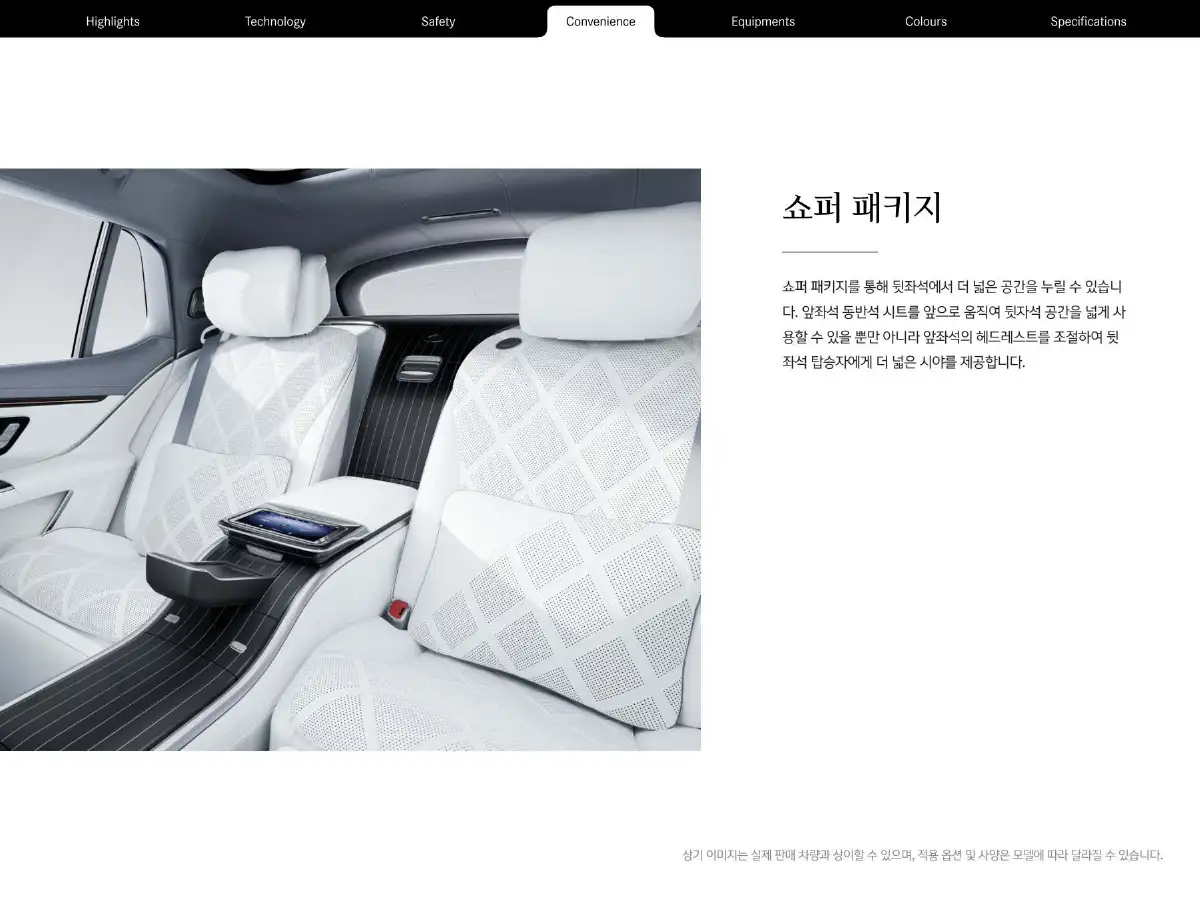 Highlights
Technology
Safety
Convenience
Equipments
Colours
Specifications
쇼퍼 패키지
쇼퍼 패키지를 통해 뒷좌석에서 더 넓은 공간을 누릴 수 있습니
다. 앞좌석 동반석 시트를 앞으로 움직여 뒷자석 공간을 넓게 사
용할 수 있을 뿐만 아니라 앞좌석의 헤드레스트를 조절하여 뒷
좌석 탑승자에게 더 넓은 시야를 제공합니다.
상기 이미지는 실제 판매 차량과 상이할 수 있으며, 적용 옵션 및 사양은 모델에 따라 달라질 수 있습니다.